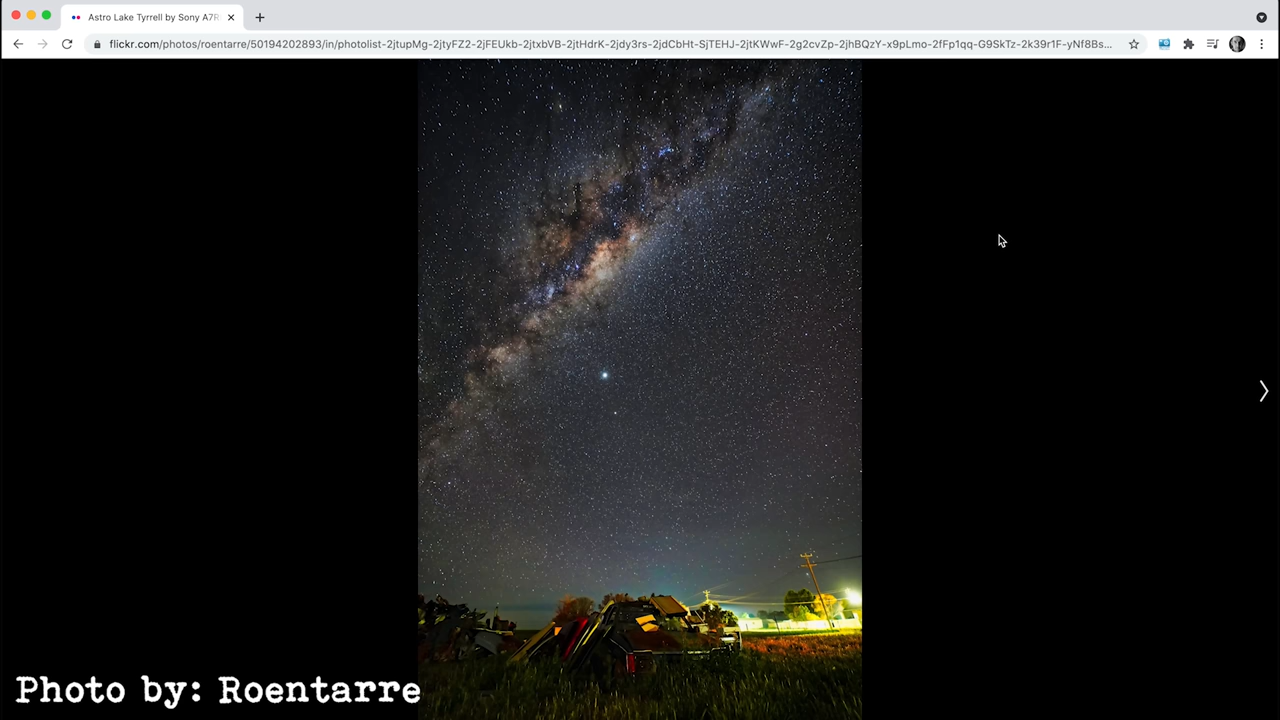 Astro Lake Tyrrell by Sony A7R
flickr.com/photos/roentarre/50194202893/in/photolist-2jtupMg-2jtyFZ2-2jFEUkb-2jtxbVB-2jtHdrK-2jdy3rs-2jdCbHt-SjTEHJ-2jtKWwF-2g2cvZp-2jhBQzY-x9pLmo-2fFp1qq-G9SkTz-2k39r1F-yNf8Bs...
Photo by: Roentarre